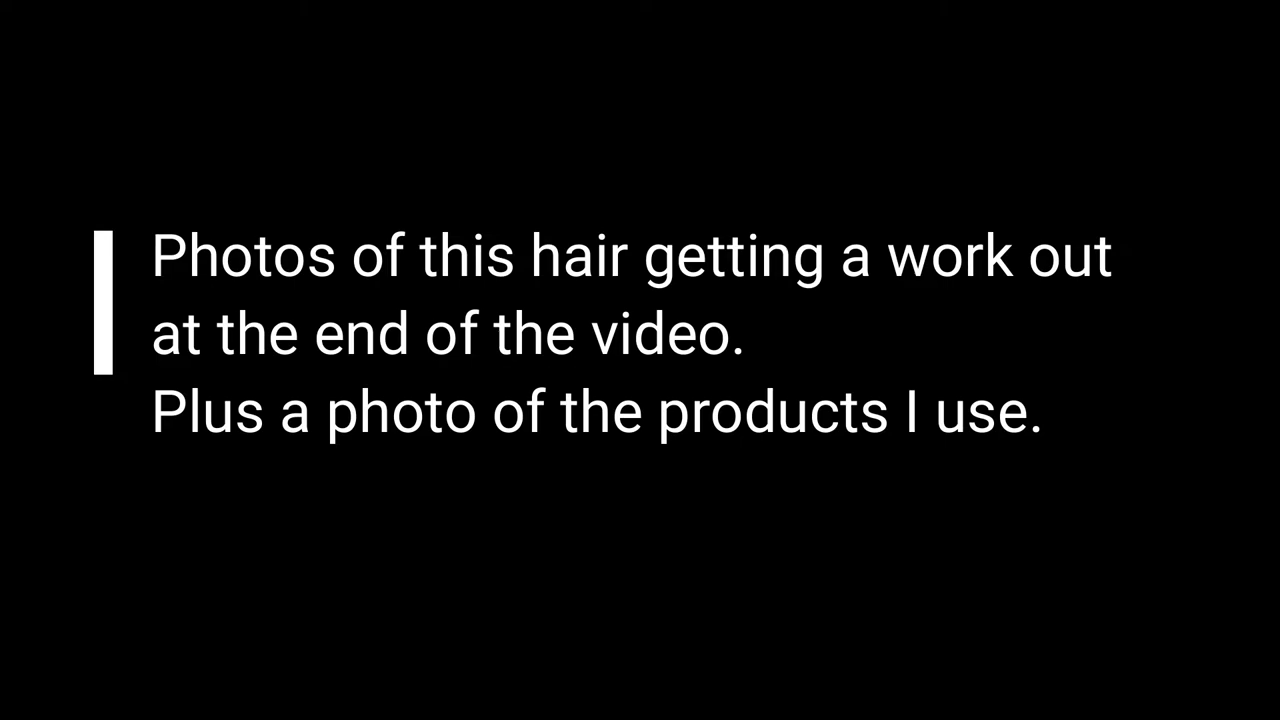 Photos of this hair getting a work out
at the end of the video.
Plus a photo of the products I use.